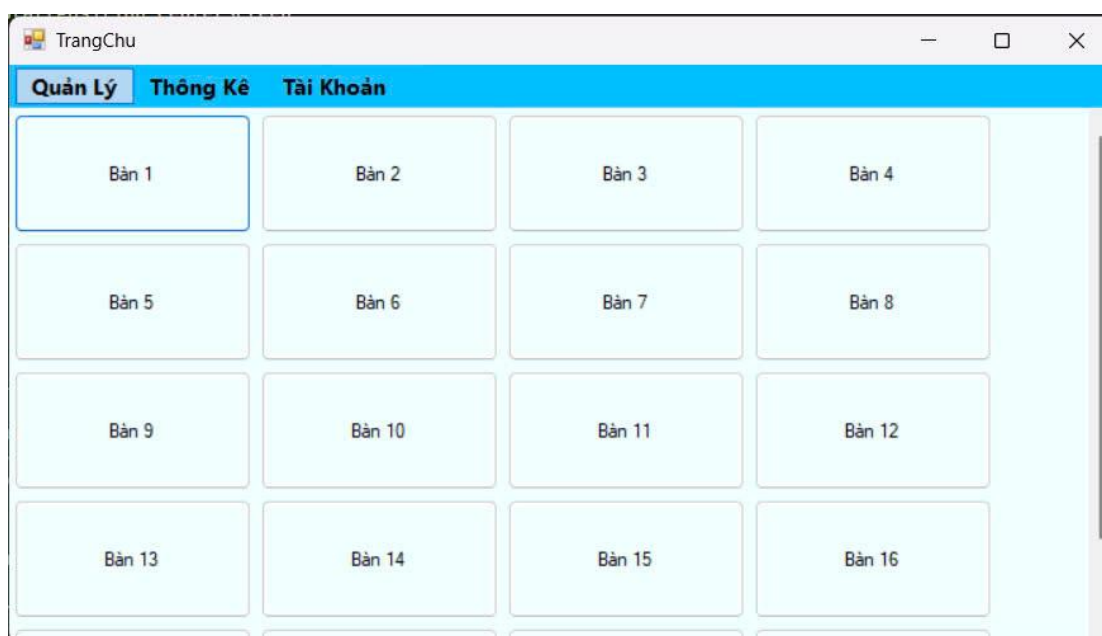 TrangChu
Quản Lý Thông Kê Tài Khoản
Bàn 1 Bàn 2 Bàn 3 Bàn 4
Bàn 5 Bàn 6 Bàn 7 Bàn 8
Bàn 9 Bàn 10 Bàn 11 Bàn 12
Bàn 13 Bàn 14 Bàn 15 Bàn 16